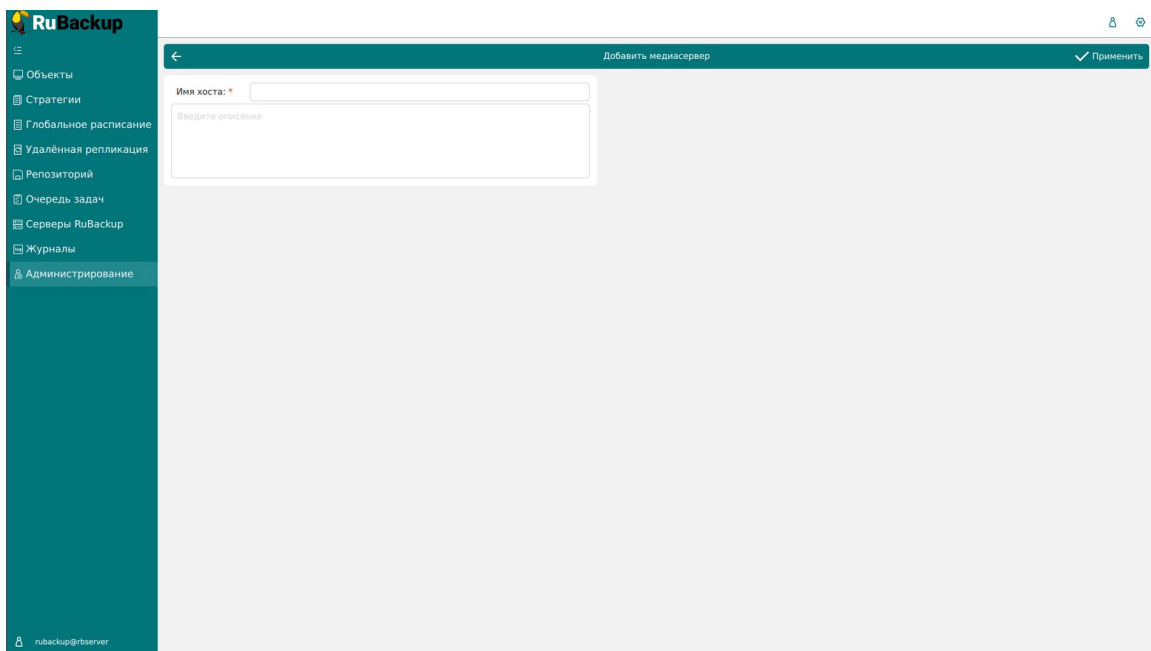 RuBackup
Добавить медиасервер
Применить
Объекты
Стратегии
Глобальное расписание
Удалённая репликация
Репозиторий
Очередь задач
Серверы RuBackup
Журналы
Администрирование
Имя хоста: *
Введите описание
rubackup@rbserver